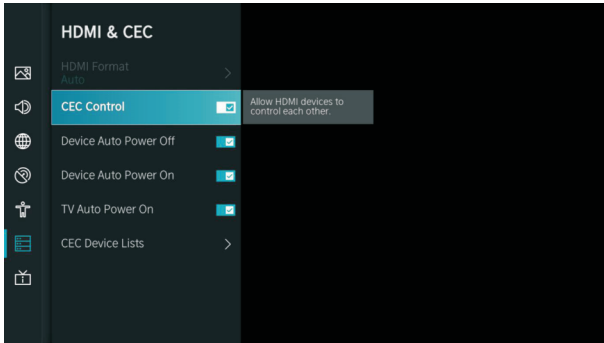 HDMI & CEC
HDMI Format
Auto
CEC Control
Allow HDMI devices to
control each other.
Device Auto Power Off
Device Auto Power On
TV Auto Power On
CEC Device Lists